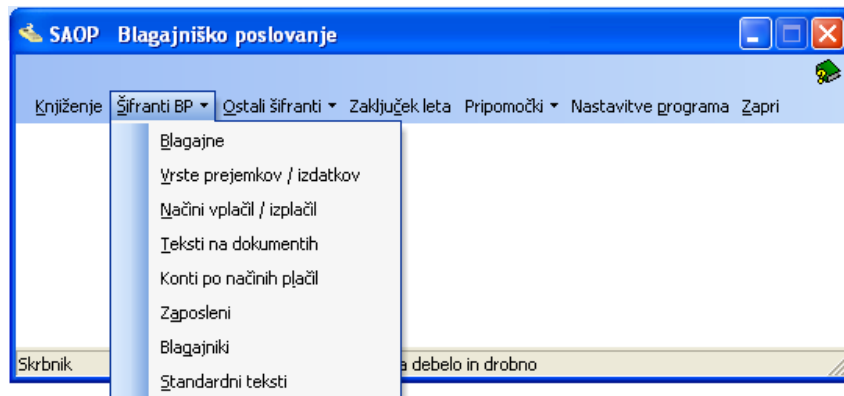 SAOP Blagajniško poslovanje
Knjiženje Šifranti BP Ostali šifranti Zaključek leta Pripomočki Nastavitve programa Zapri
Blagajne
Vrste prejemkov / izdatkov
Načini vplačil / izplačil
Teksti na dokumentih
Konti po načinih plačil
Zaposleni
Blagajniki
Skrbnik a debelo in drobno
Standardni teksti